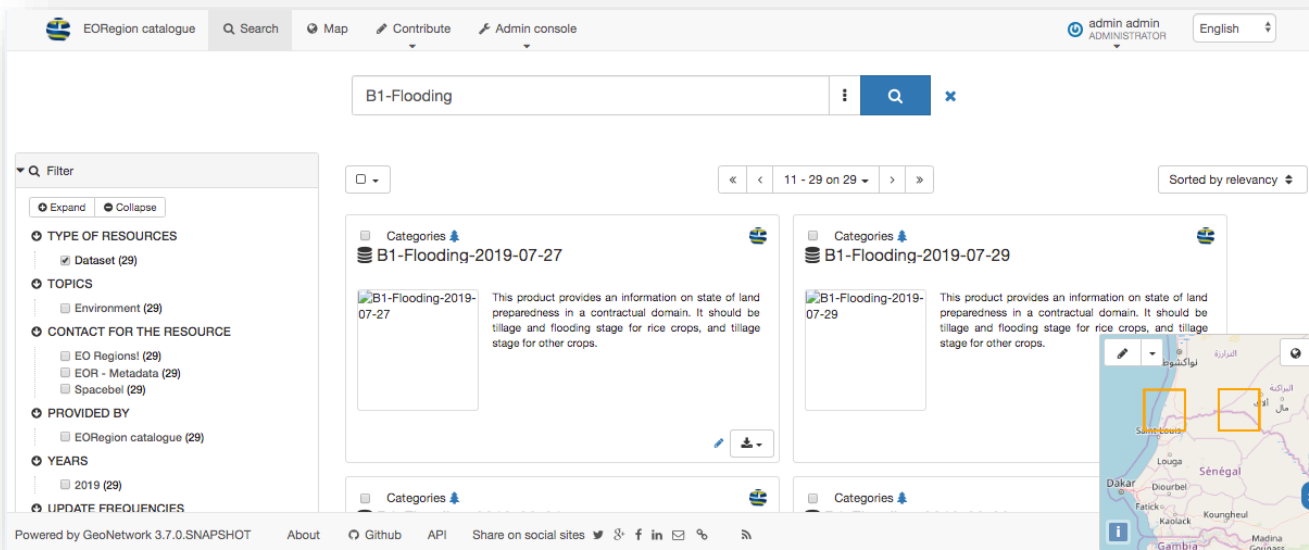 EORegion catalogue
Search
Map
Contribute
Admin console
admin admin
ADMINISTRATOR
English
B1-Flooding
Filter
11 - 29 on 29
Sorted by relevancy
Expand
Collapse
TYPE OF RESOURCES
Dataset (29)
TOPICS
Environment (29)
CONTACT FOR THE RESOURCE
EO Regions! (29)
EOR - Metadata (29)
Spacebel (29)
PROVIDED BY
EORegion catalogue (29)
YEARS
2019 (29)
UPDATE FREQUENCIES
Categories
B1-Flooding-2019-07-27
B1-Flooding-2019-
07-27
This product provides an information on state of land
preparedness in a contractual domain. It should be
tillage and flooding stage for rice crops, and tillage
stage for other crops.
Categories
B1-Flooding-2019-07-29
B1-Flooding-2019-
07-29
This product provides an information on state of land
preparedness in a contractual domain. It should be
tillage and flooding stage for rice crops, and tillage
stage for other crops.
Categories
Categories
الترارزة
نواكشوط
البراكنة
ألاك
مال
Saint-Louis
Louga
Sénégal
Dakar
Diourbel
Fatick
Kaolack
Koungheul
Gambia
Madina
Gounass
Powered by GeoNetwork 3.7.0.SNAPSHOT
About
Github
API
Share on social sites